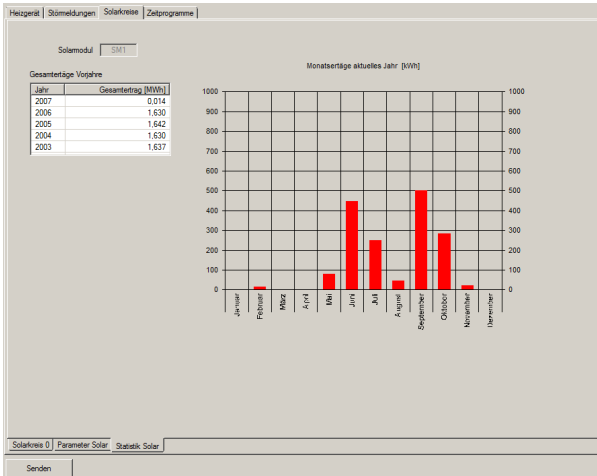 Heizgerät Störmeldungen Solarkreise Zeitprogramme
Solarmodul SM1
Gesamtertäge Vorjahre
Jahr Gesamtertrag [MWh]
2007 0,014
2006 1,630
2005 1,642
2004 1,630
2003 1,637
Monatsertäge aktuelles Jahr [kWh]
1000 1000
900 900
800 800
700 700
600 600
500 500
400 400
300 300
200 200
100 100
0 0
Januar
Februar
März
April
Mai
Juni
Juli
August
September
Oktober
November
Dezember
Solarkreis 0 Parameter Solar Statistik Solar
Senden